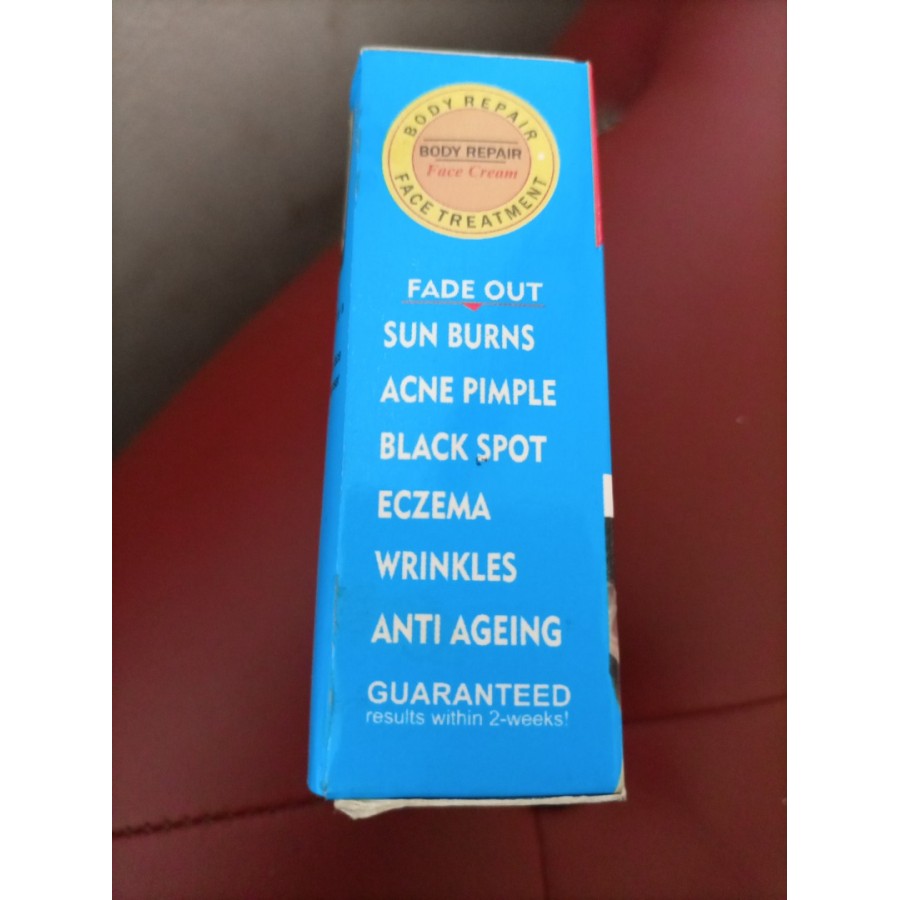 BODY REPAIR
BODY REPAIR
Face Cream
FACE TREATMENT
FADE OUT
SUN BURNS
ACNE PIMPLE
BLACK SPOT
ECZEMA
WRINKLES
ANTI AGEING
GUARANTEED
results within 2-weeks!